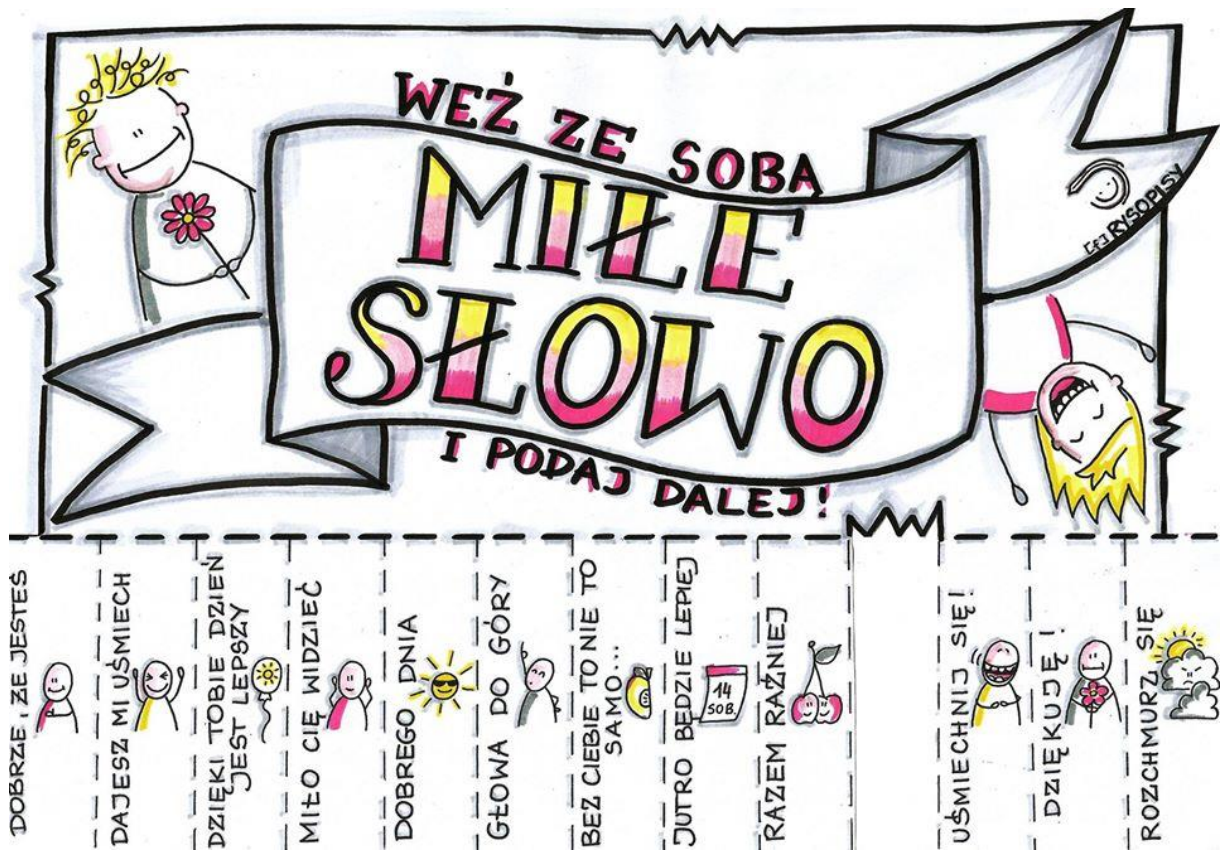 WEŹ ZE SOBĄ
MIŁE
SŁOWO
I PODAJ DALEJ!
[ef] RYSOPISY
DOBRZE, ŻE JESTEŚ
DAJESZ MI UŚMIECH
DZIĘKI TOBIE DZIEŃ
JEST LEPSZY
MIŁO CIĘ WIDZIEĆ
DOBREGO DNIA
GŁOWA DO GÓRY
BEZ CIEBIE TO NIE TO
SAMO...
JUTRO BĘDZIE LEPIEJ
14
SOB.
RAZEM RAŹNIEJ
UŚMIECHNIJ SIĘ!
DZIĘKUJĘ!
ROZCHMURZ SIĘ